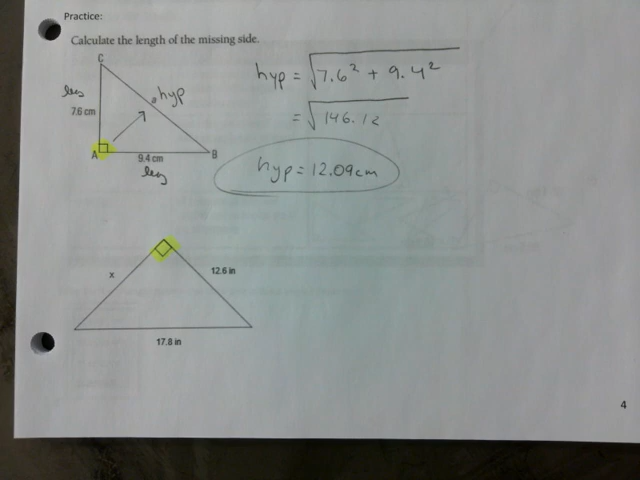 Practice:
Calculate the length of the missing side.
C
leg
hyp
7.6 cm
A
9.4 cm
B
leg
hyp = √7.6² + 9.4²
= √146.12
hyp = 12.09cm
x
12.6 in
17.8 in
4